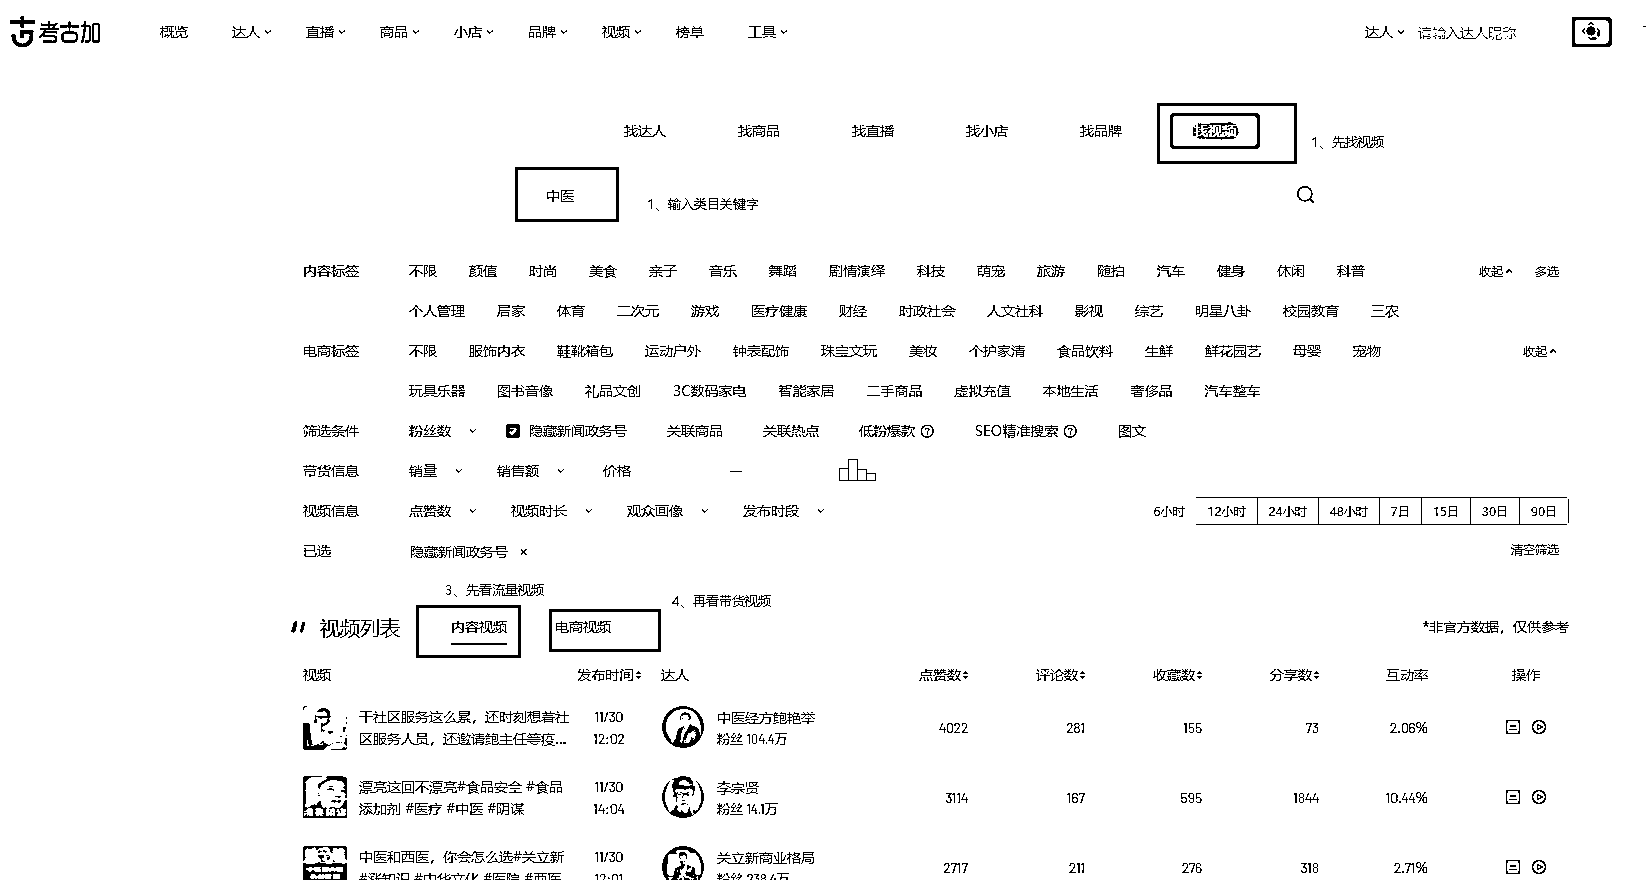 考古加 概览 达人 直播 商品 小店 品牌 视频 榜单 工具 达人 请输入达人昵称
找达人 找商品 找直播 找小店 找品牌 找视频
1、先找视频
中医
1、输入类目关键字
内容标签 不限 颜值 时尚 美食 亲子 音乐 舞蹈 剧情演绎 科技 萌宠 旅游 随拍 汽车 健身 休闲 科普 收起 多选
个人管理 居家 体育 二次元 游戏 医疗健康 财经 时政社会 人文社科 影视 综艺 明星八卦 校园教育 三农
电商标签 不限 服饰内衣 鞋靴箱包 运动户外 钟表配饰 珠宝文玩 美妆 个护家清 食品饮料 生鲜 鲜花园艺 母婴 宠物 收起
玩具乐器 图书音像 礼品文创 3C数码家电 智能家居 二手商品 虚拟充值 本地生活 奢侈品 汽车整车
筛选条件 粉丝数 隐藏新闻政务号 关联商品 关联热点 低粉爆款 SEO精准搜索 图文
带货信息 销量 销售额 价格 —
视频信息 点赞数 视频时长 观众画像 发布时段 6小时 12小时 24小时 48小时 7日 15日 30日 90日
已选 隐藏新闻政务号 × 清空筛选
3、先看流量视频
4、再看带货视频
视频列表 内容视频 电商视频 *非官方数据，仅供参考
视频 发布时间 达人 点赞数 评论数 收藏数 分享数 互动率 操作
干社区服务这么累，还时刻想着社 11/30 中医经方鲍艳举
区服务人员，还邀请鲍主任等疫... 12:02 粉丝 104.4万
4022 281 155 73 2.06%
漂亮这回不漂亮#食品安全 #食品 11/30 李宗贤
添加剂 #医疗 #中医 #阴谋 14:04 粉丝 14.1万
3114 167 595 1844 10.44%
中医和西医，你会怎么选#关立新 11/30 关立新商业格局
#涨知识 #中华文化 #医院 #西医 12:01 粉丝 238.4万
2717 211 276 318 2.71%